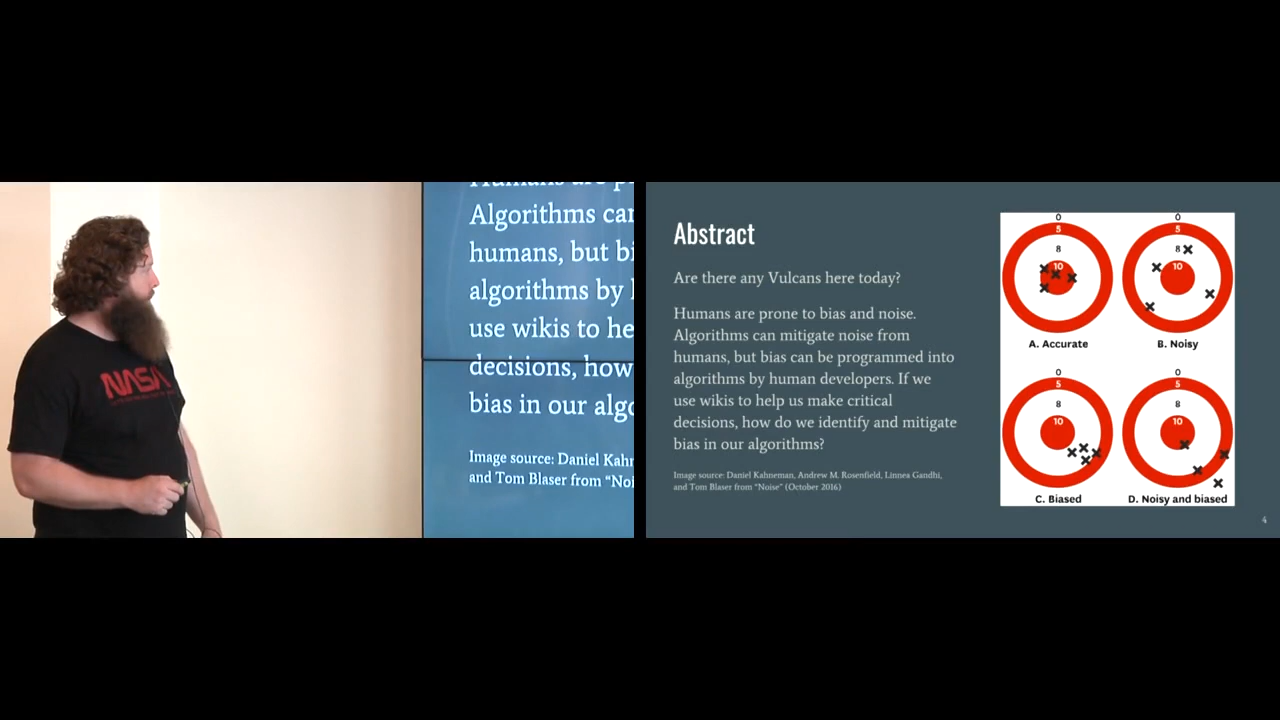 NASA
Humans are pr
Algorithms can
humans, but bi
algorithms by h
use wikis to he
decisions, how
bias in our algo
Image source: Daniel Kahn
and Tom Blaser from “Noi
Abstract
Are there any Vulcans here today?
Humans are prone to bias and noise.
Algorithms can mitigate noise from
humans, but bias can be programmed into
algorithms by human developers. If we
use wikis to help us make critical
decisions, how do we identify and mitigate
bias in our algorithms?
Image source: Daniel Kahneman, Andrew M. Rosenfield, Linnea Gandhi,
and Tom Blaser from “Noise” (October 2016)
0
5
8
10
A. Accurate
0
5
8
10
B. Noisy
0
5
8
10
C. Biased
0
5
8
10
D. Noisy and biased
4